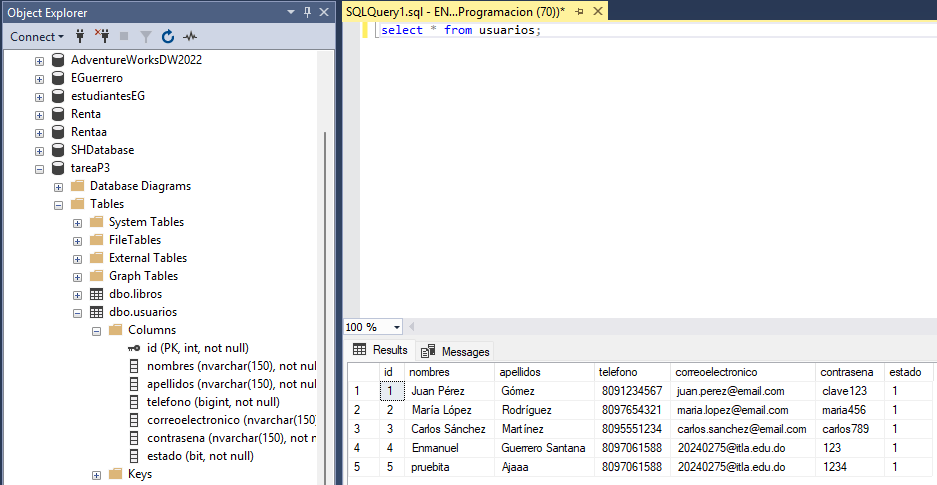 Object Explorer
Connect
AdventureWorksDW2022
EGuerrero
estudiantesEG
Renta
Rentaa
SHDatabase
tareaP3
Database Diagrams
Tables
System Tables
FileTables
External Tables
Graph Tables
dbo.libros
dbo.usuarios
Columns
id (PK, int, not null)
nombres (nvarchar(150), not nul
apellidos (nvarchar(150), not nul
telefono (bigint, not null)
correoelectronico (nvarchar(150)
contrasena (nvarchar(150), not n
estado (bit, not null)
Keys
SQLQuery1.sql - EN...Programacion (70))*
select * from usuarios;
100 %
Results Messages
id nombres apellidos telefono correoelectronico contrasena estado
1 1 Juan Pérez Gómez 8091234567 juan.perez@email.com clave123 1
2 2 María López Rodríguez 8097654321 maria.lopez@email.com maria456 1
3 3 Carlos Sánchez Martínez 8095551234 carlos.sanchez@email.com carlos789 1
4 4 Enmanuel Guerrero Santana 8097061588 20240275@itla.edu.do 123 1
5 5 pruebita Ajaaa 8097061588 20240275@itla.edu.do 1234 1